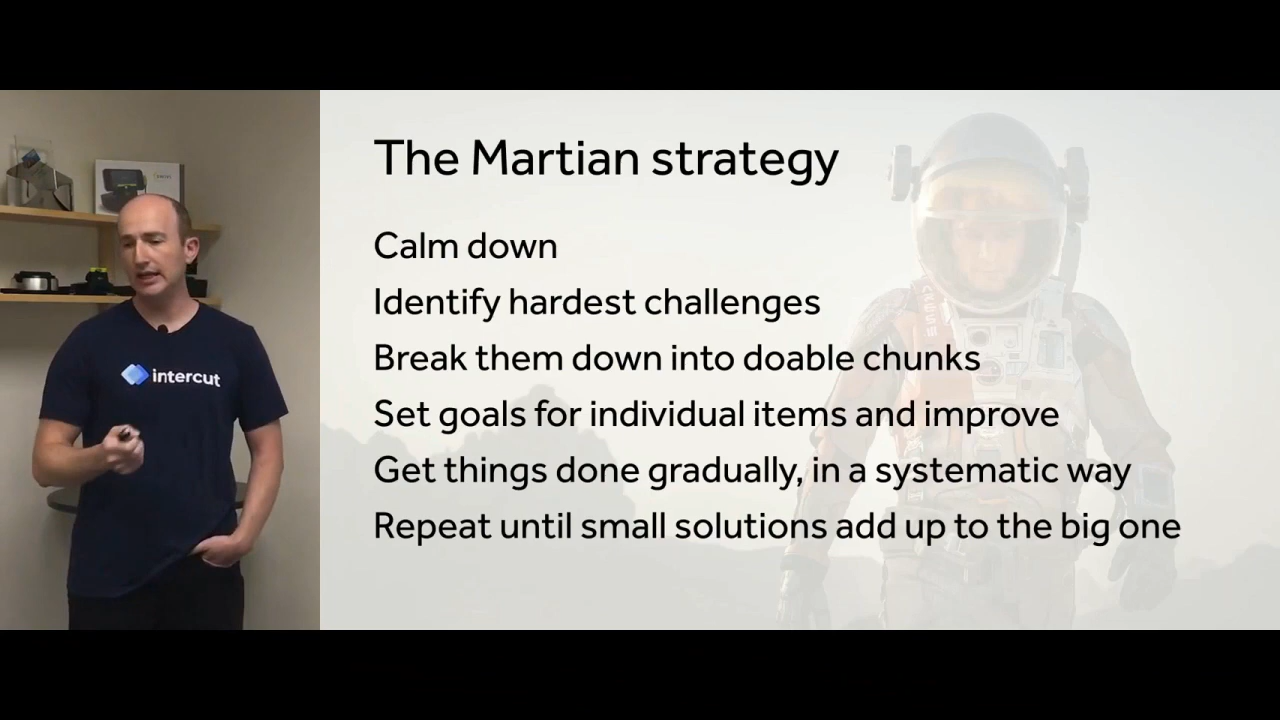 intercut
The Martian strategy
Calm down
Identify hardest challenges
Break them down into doable chunks
Set goals for individual items and improve
Get things done gradually, in a systematic way
Repeat until small solutions add up to the big one